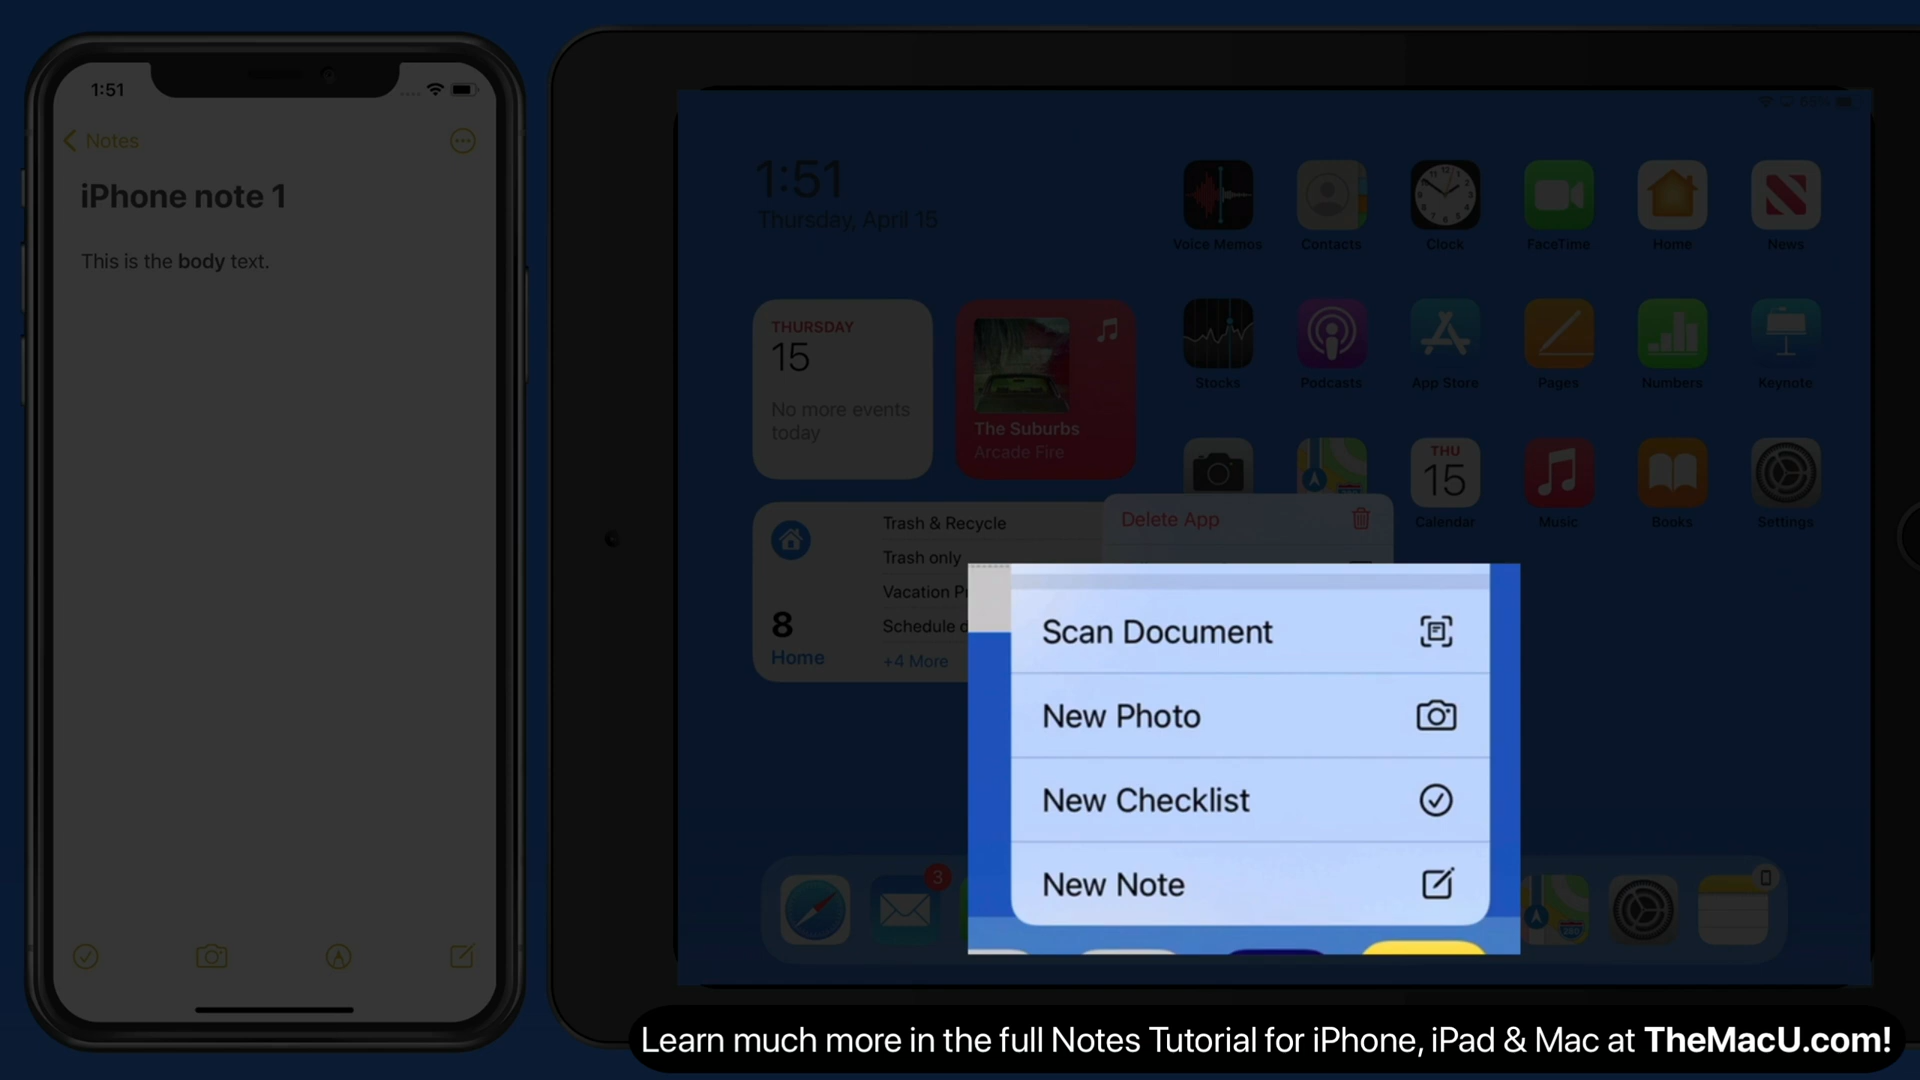 1:51
Notes
iPhone note 1
This is the body text.
1:51
Thursday, April 15
Voice Memos
Contacts
Clock
FaceTime
Home
News
THURSDAY
15
No more events
today
The Suburbs
Arcade Fire
Stocks
Podcasts
App Store
Pages
Numbers
Keynote
THU
15
Calendar
Music
Books
Settings
8
Home
Trash & Recycle
Trash only
Vacation
Schedule
+4 More
Delete App
Scan Document
New Photo
New Checklist
New Note
3
280
Learn much more in the full Notes Tutorial for iPhone, iPad & Mac at TheMacU.com!